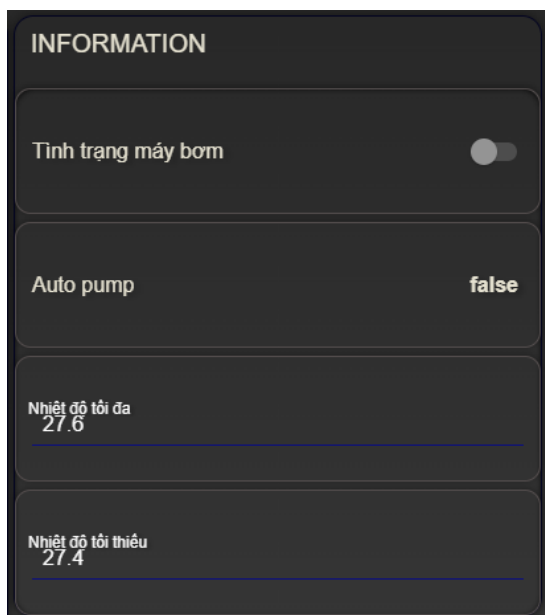 INFORMATION
Tình trạng máy bơm
Auto pump
false
Nhiệt độ tối đa
27.6
Nhiệt độ tối thiểu
27.4